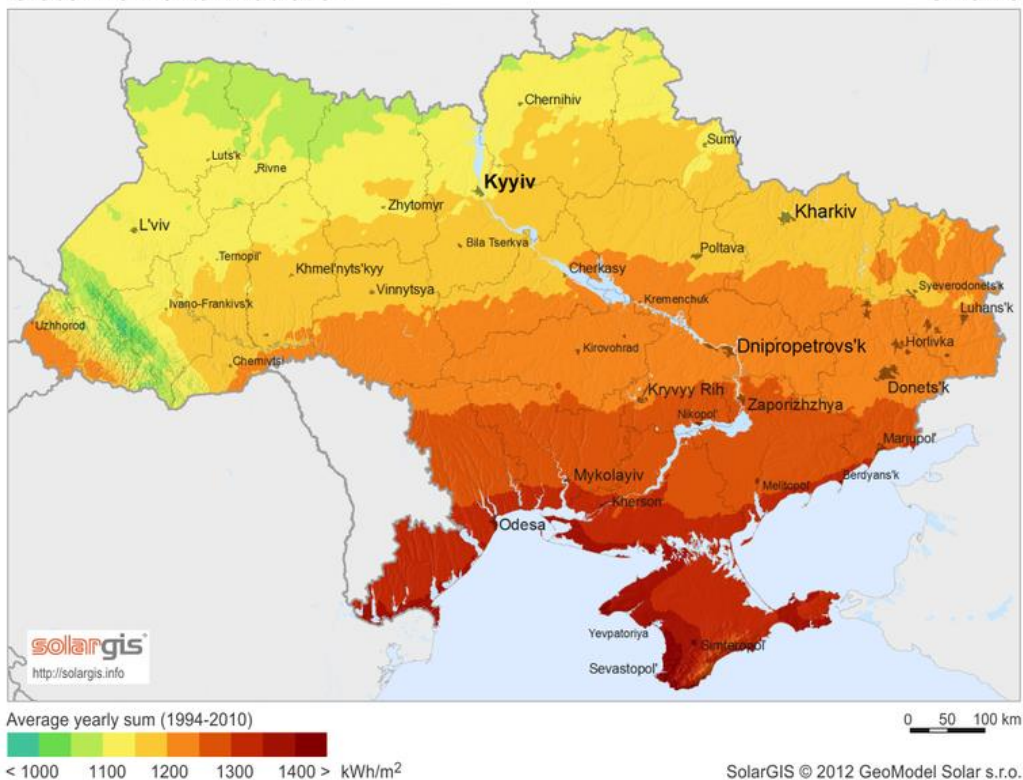 Chernihiv
Sumy
Luts'k
Rivne
Kyyiv
Zhytomyr
Kharkiv
L'viv
Bila Tserkva
Poltava
Ternopil'
Khmel'nyts'kyy
Cherkasy
Vinnytsya
Syeverodonets'k
Ivano-Frankivs'k
Kremenchuk
Luhans'k
Uzhhorod
Horlivka
Dnipropetrovs'k
Kirovohrad
Chernivtsi
Donets'k
Kryvyy Rih
Zaporizhzhya
Nikopol'
Mariupol'
Mykolayiv
Berdyans'k
Melitopol'
Kherson
Odesa
Yevpatoriya
Simferopol'
Sevastopol'
solargis
http://solargis.info
Average yearly sum (1994-2010)
0 50 100 km
< 1000 1100 1200 1300 1400 > kWh/m²
SolarGIS © 2012 GeoModel Solar s.r.o.